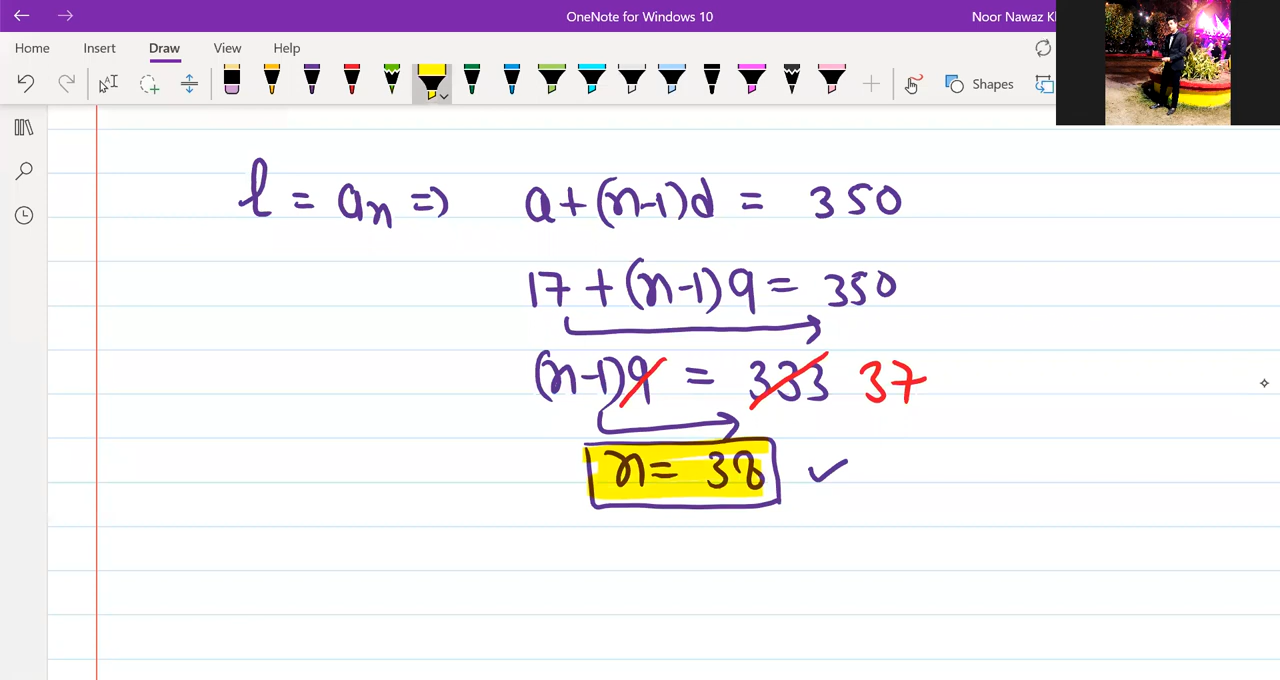 OneNote for Windows 10
Noor Nawaz Kl
Home Insert Draw View Help
Shapes
l = an => a+(n-1)d = 350
17 + (n-1) 9 = 350
(n-1)9 = 333 37
n = 38 ✓